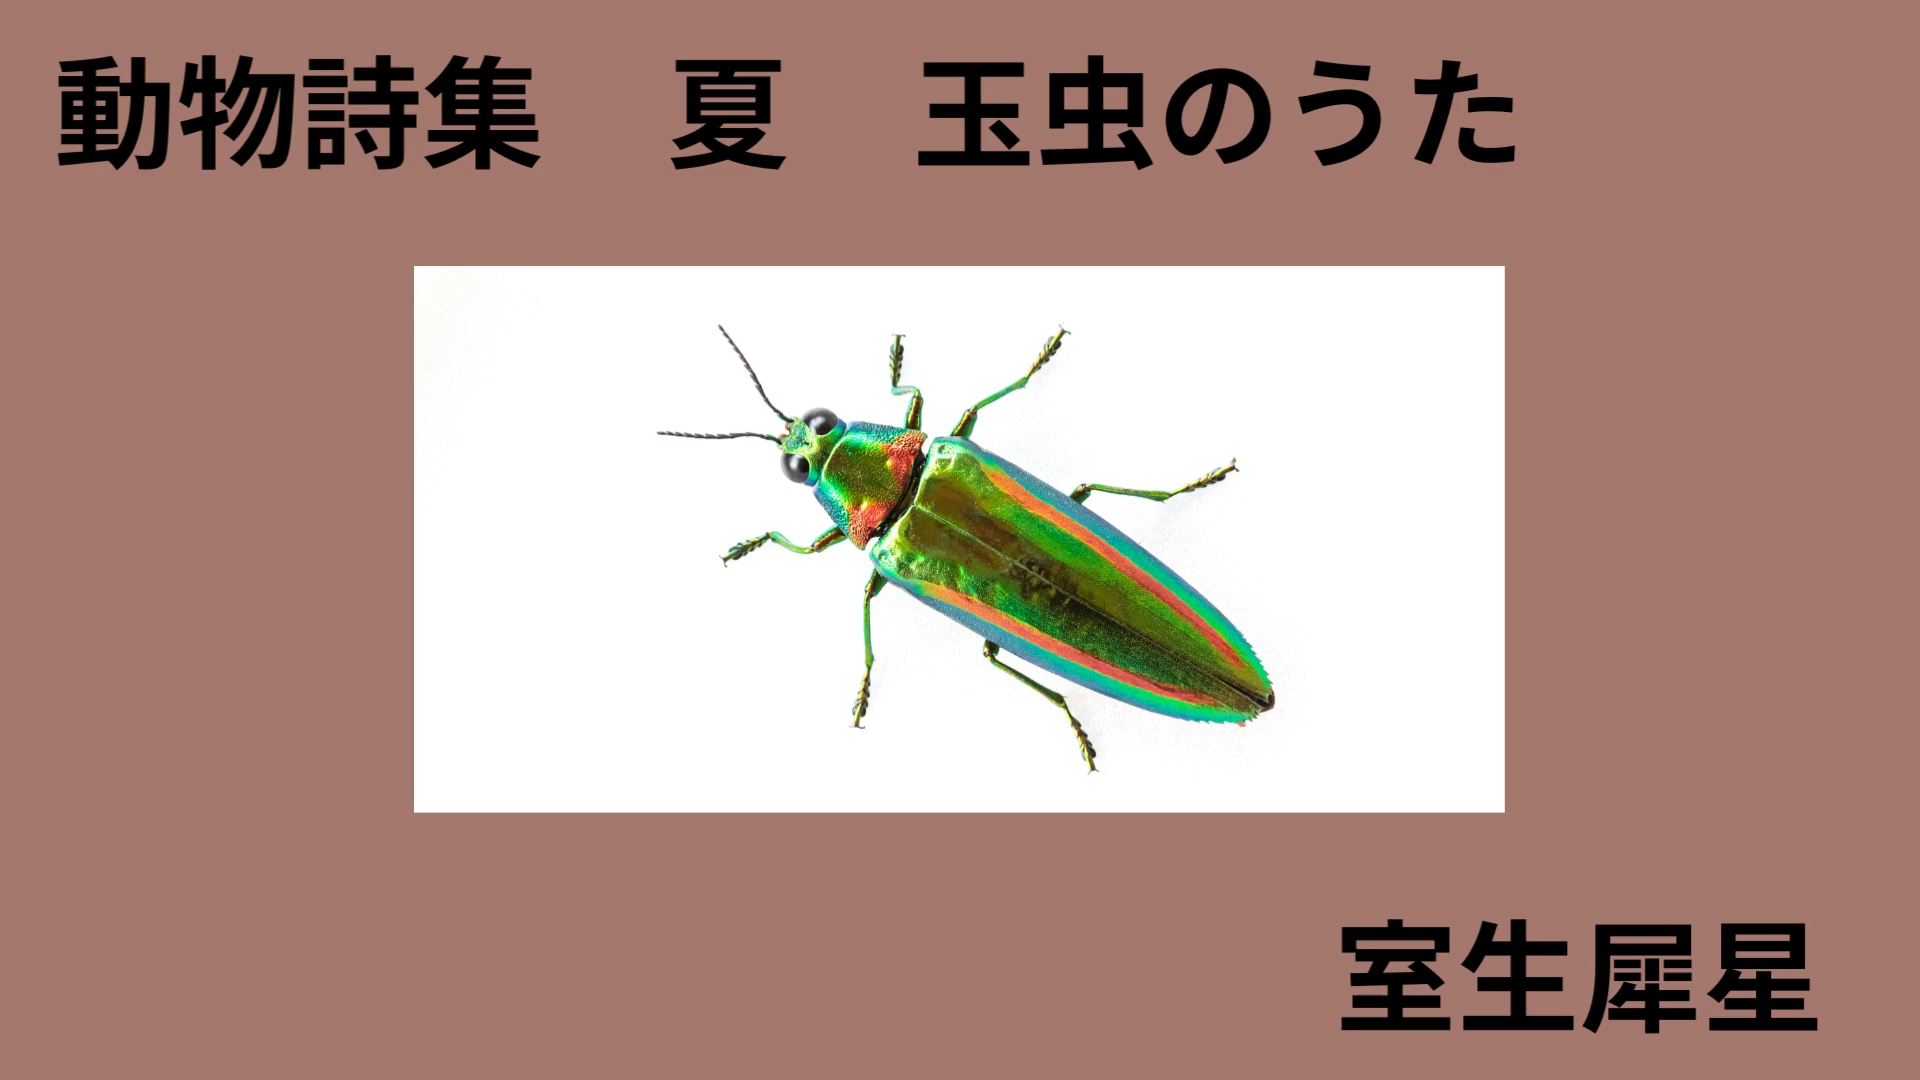 動物詩集　夏　玉虫のうた
室生犀星